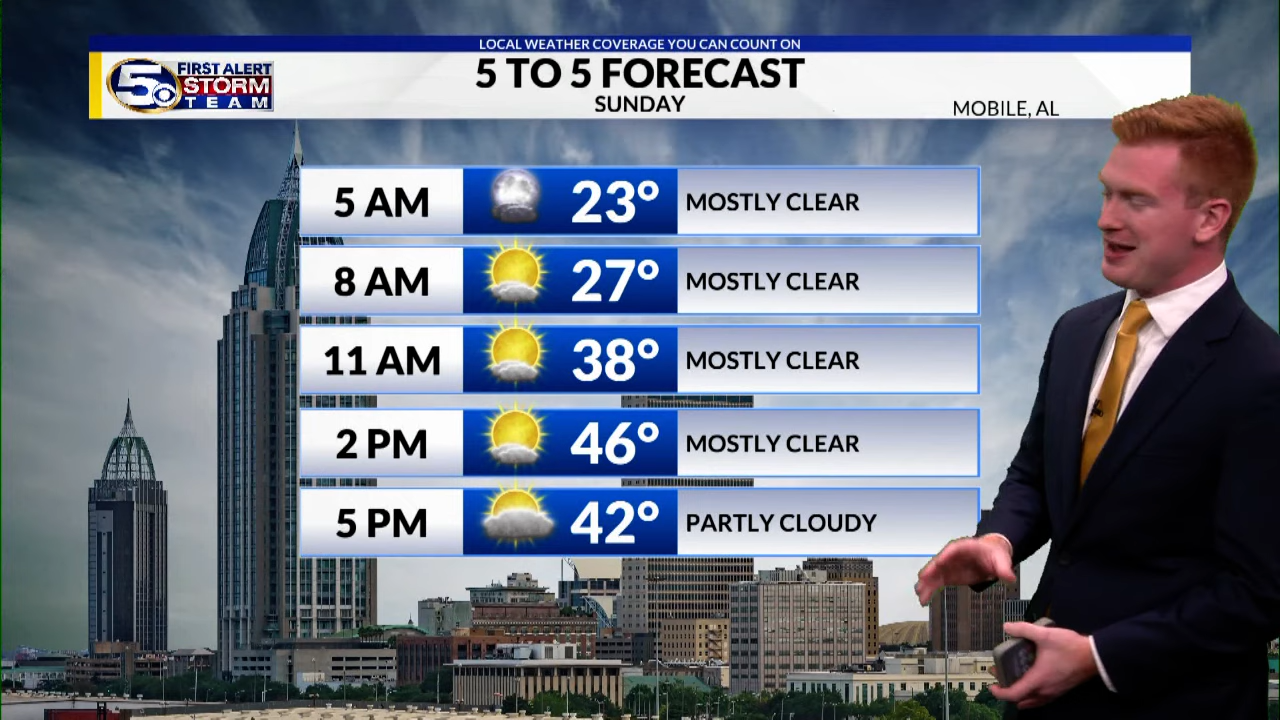 LOCAL WEATHER COVERAGE YOU CAN COUNT ON
5 FIRST ALERT
STORM
TEAM
5 TO 5 FORECAST
SUNDAY
MOBILE, AL
5 AM 23° MOSTLY CLEAR
8 AM 27° MOSTLY CLEAR
11 AM 38° MOSTLY CLEAR
2 PM 46° MOSTLY CLEAR
5 PM 42° PARTLY CLOUDY